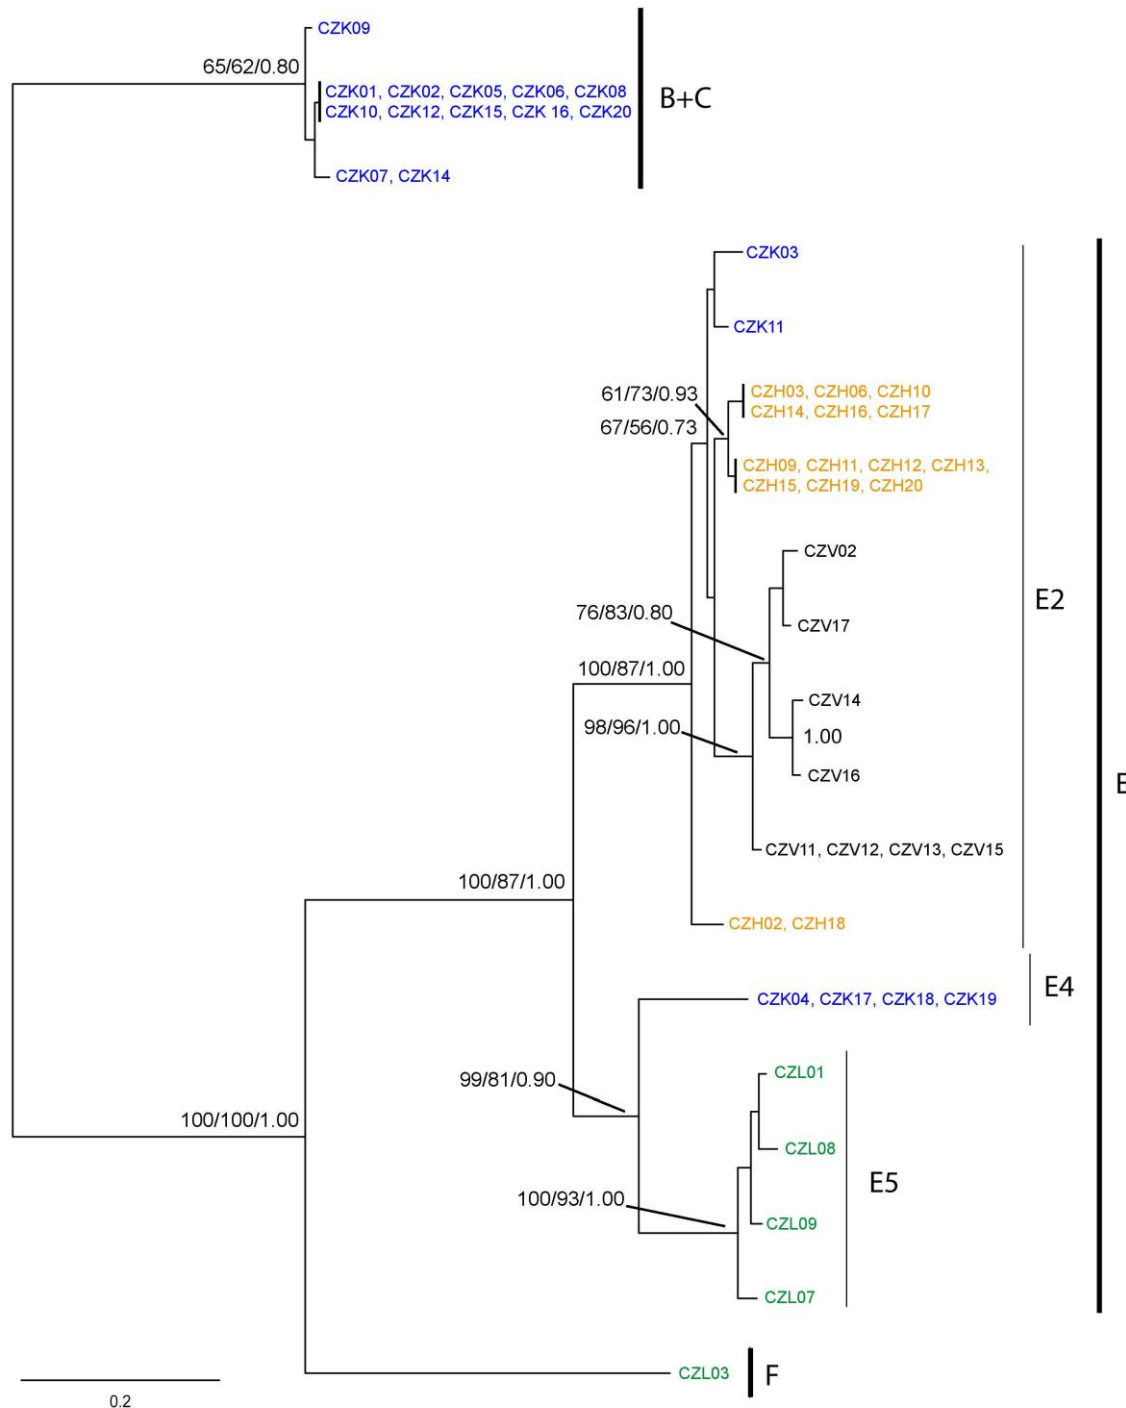 CZK09
65/62/0.80
CZK01, CZK02, CZK05, CZK06, CZK08
CZK10, CZK12, CZK15, CZK 16, CZK20
B+C
CZK07, CZK14
CZK03
CZK11
61/73/0.93
CZH03, CZH06, CZH10
CZH14, CZH16, CZH17
67/56/0.73
CZH09, CZH11, CZH12, CZH13,
CZH15, CZH19, CZH20
CZV02
E2
76/83/0.80
CZV17
100/87/1.00
CZV14
98/96/1.00
1.00
CZV16
E
CZV11, CZV12, CZV13, CZV15
100/87/1.00
CZH02, CZH18
E4
CZK04, CZK17, CZK18, CZK19
CZL01
99/81/0.90
100/100/1.00
CZL08
E5
100/93/1.00
CZL09
CZL07
CZL03
F
0.2